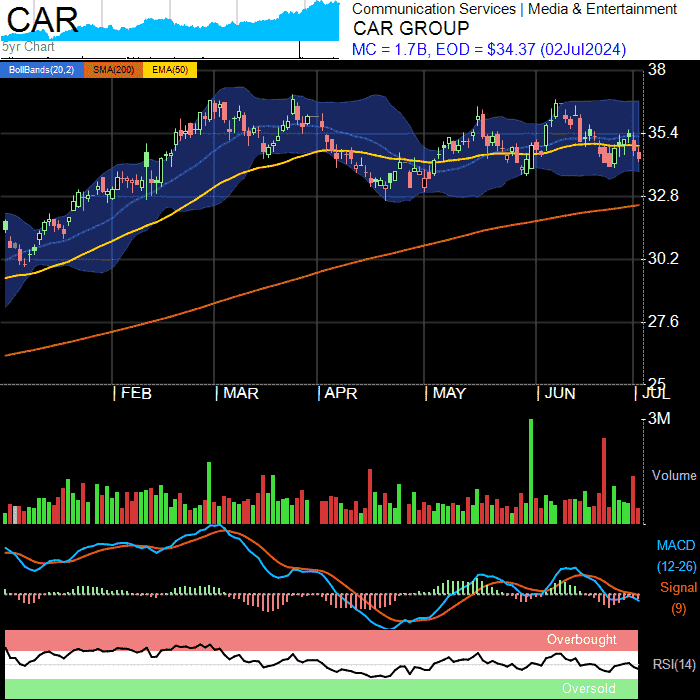 CAR
5yr Chart
Communication Services | Media & Entertainment
CAR GROUP
MC = 1.7B, EOD = $34.37 (02Jul2024)
BollBands(20,2) SMA(200) EMA(50)
38
35.4
32.8
30.2
27.6
25
FEB MAR APR MAY JUN JUL
3M
Volume
MACD
(12-26)
Signal
(9)
Overbought
RSI(14)
Oversold